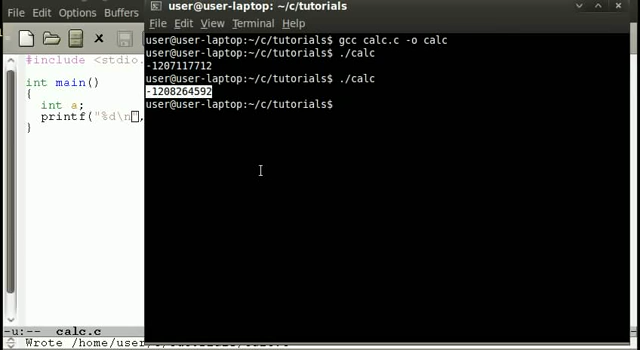 user@user-laptop: ~/c/tutorials
File Edit View Terminal Help
user@user-laptop:~/c/tutorials$ gcc calc.c -o calc
user@user-laptop:~/c/tutorials$ ./calc
-1207117712
user@user-laptop:~/c/tutorials$ ./calc
-1208264592
user@user-laptop:~/c/tutorials$
File Edit Options Buffers
#include <stdio.
int main()
{
int a;
printf("%d\n",
}
-u:-- calc.c
Wrote /home/user/c/